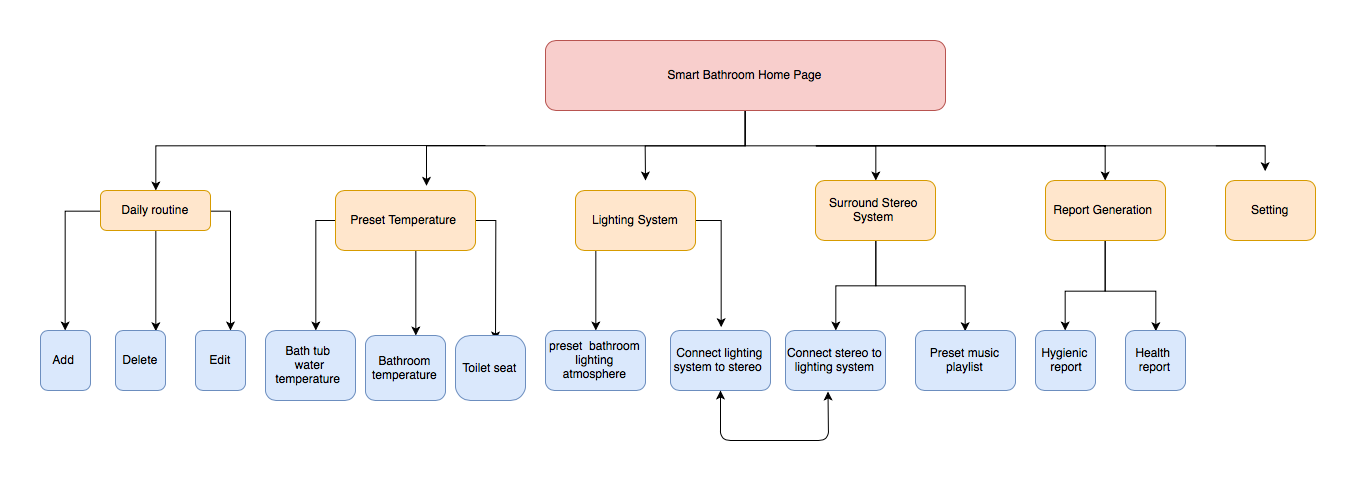 Smart Bathroom Home Page
Daily routine
Preset Temperature
Lighting System
Surround Stereo
System
Report Generation
Setting
Add
Delete
Edit
Bath tub
water
temperature
Bathroom
temperature
Toilet seat
preset bathroom
lighting
atmosphere
Connect lighting
system to stereo
Connect stereo to
lighting system
Preset music
playlist
Hygienic
report
Health
report